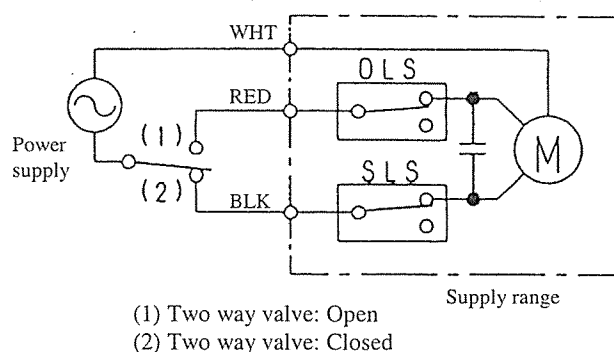 WHT
OLS
RED
(1)
Power
supply
M
(2)
SLS
BLK
Supply range
(1) Two way valve: Open
(2) Two way valve: Closed